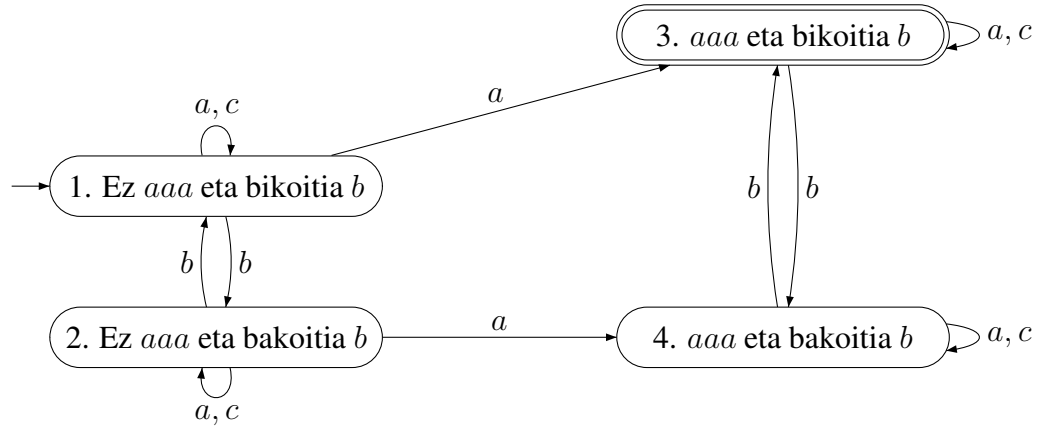 3. aaa eta bikoitia b
a, c
a
a, c
1. Ez aaa eta bikoitia b
b
b
b
b
2. Ez aaa eta bakoitia b
a
4. aaa eta bakoitia b
a, c
a, c